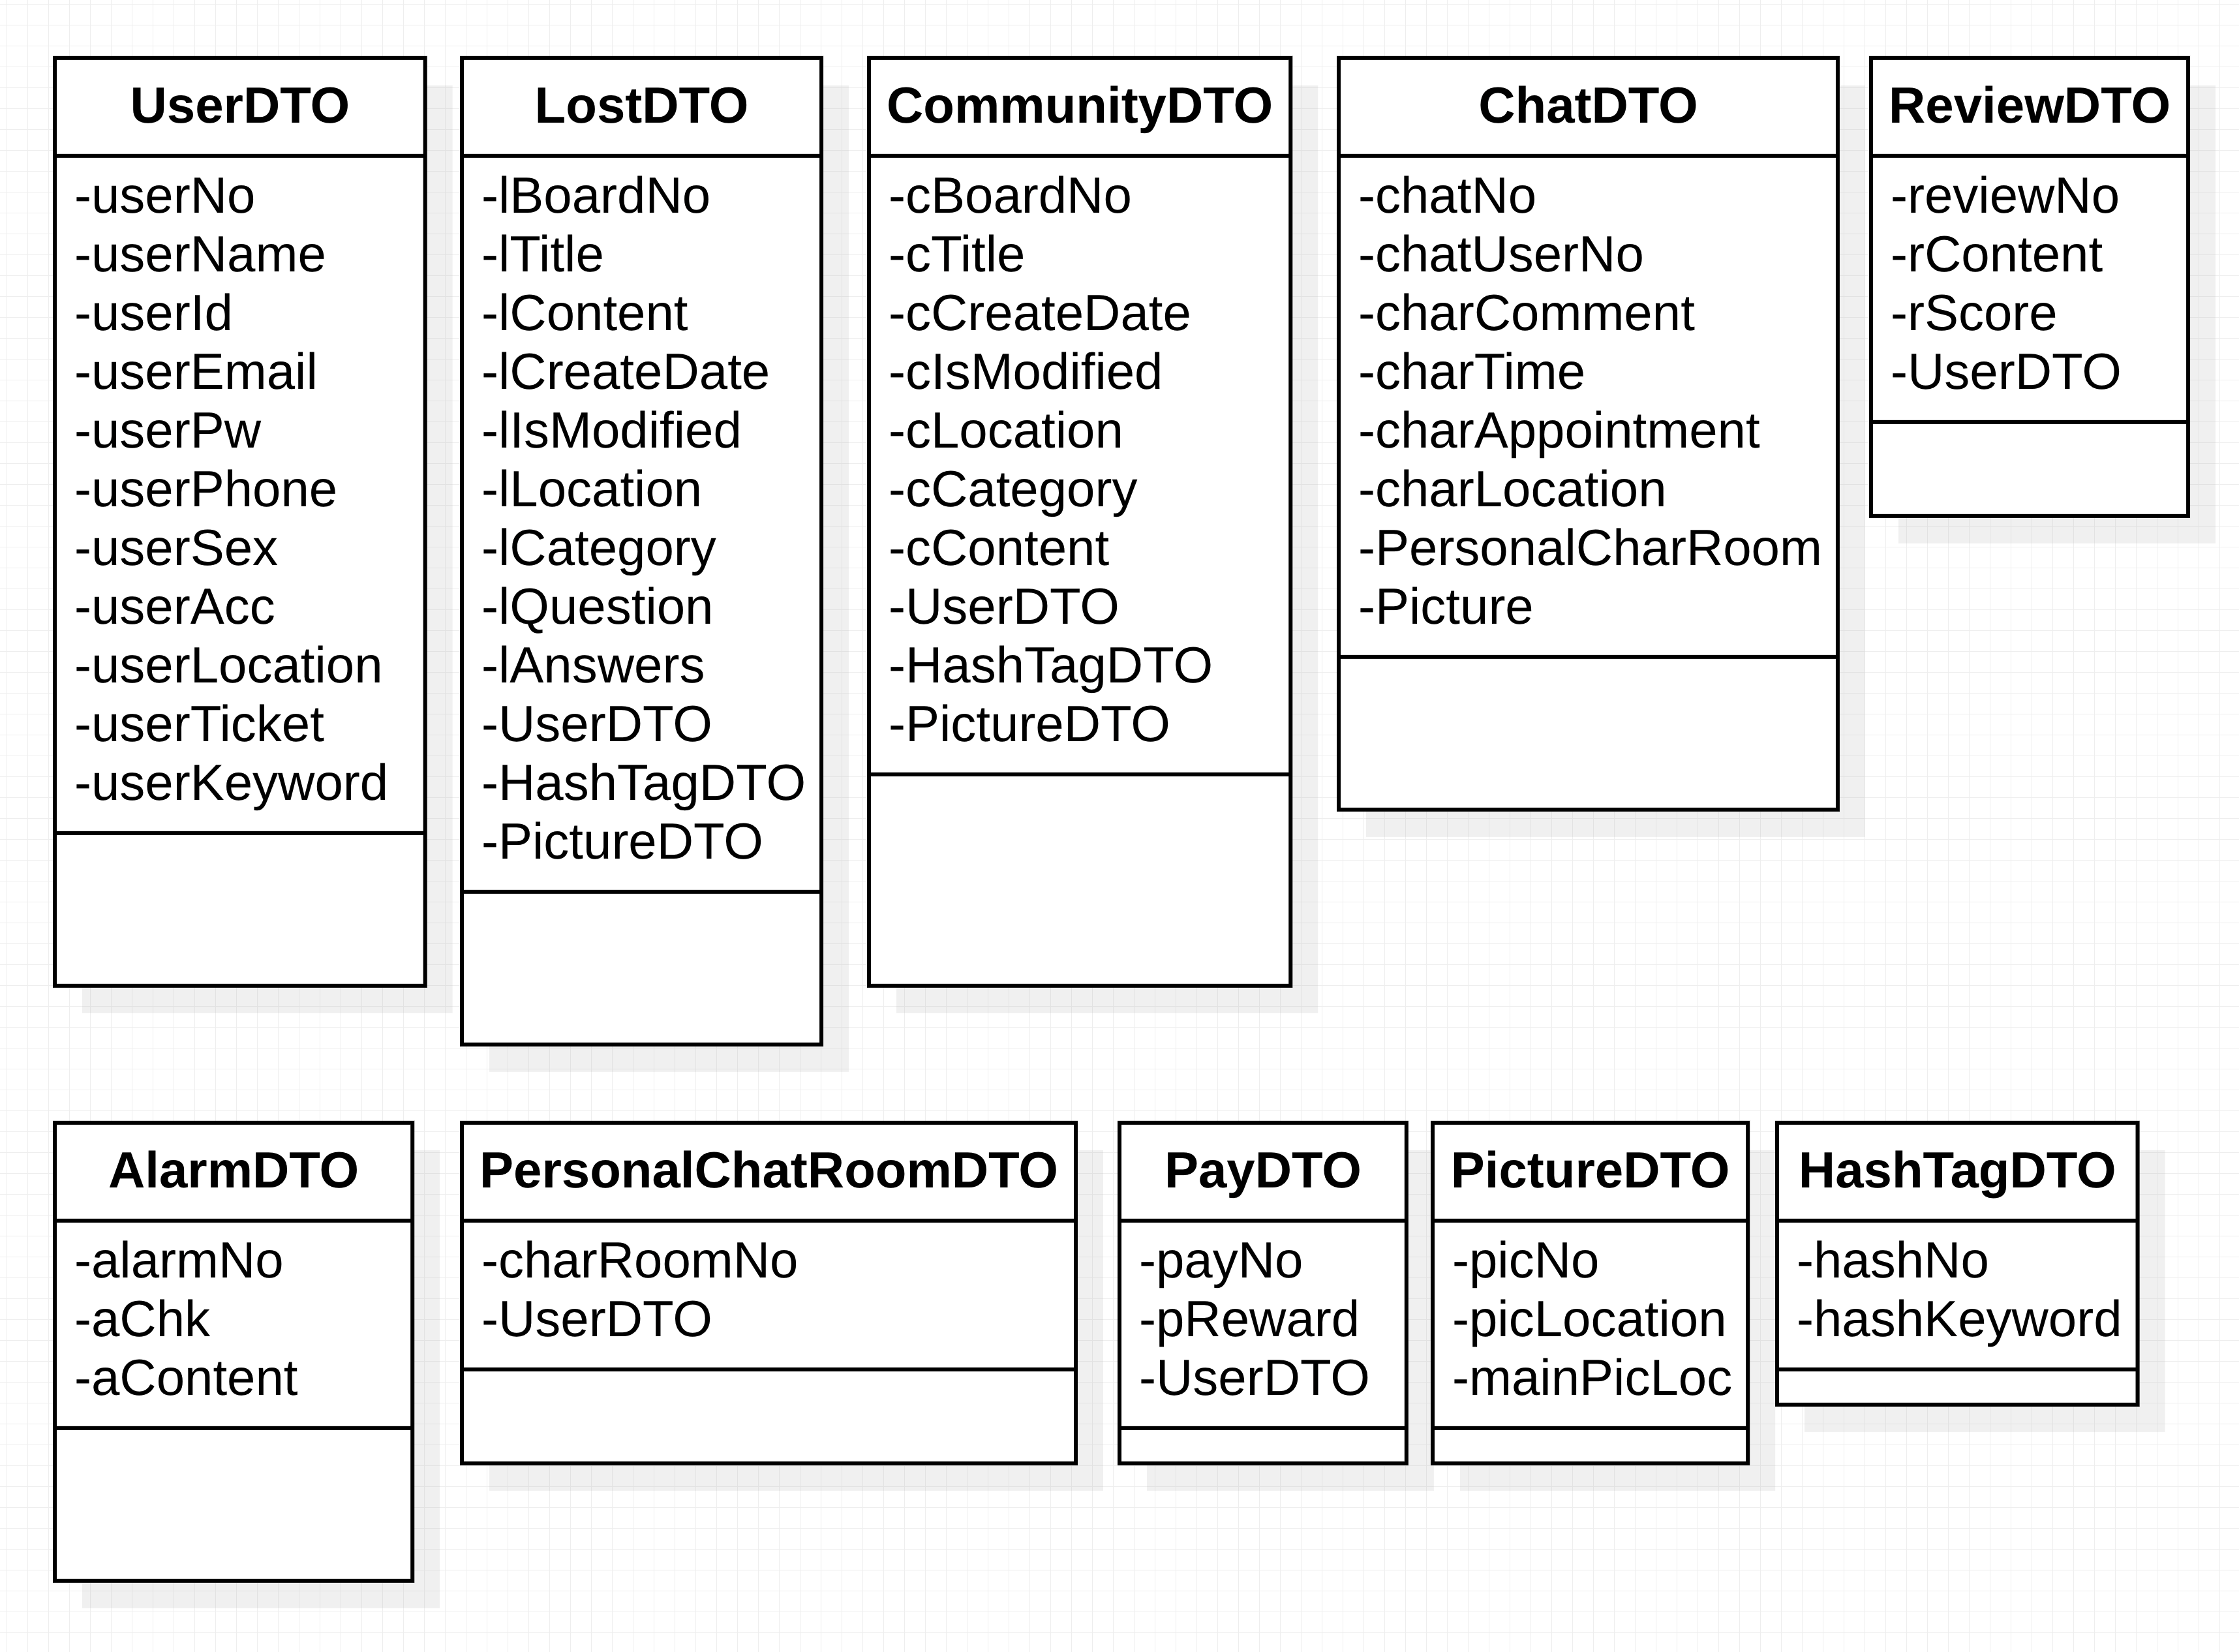 UserDTO
-userNo
-userName
-userId
-userEmail
-userPw
-userPhone
-userSex
-userAcc
-userLocation
-userTicket
-userKeyword
LostDTO
-lBoardNo
-lTitle
-lContent
-lCreateDate
-lIsModified
-lLocation
-lCategory
-lQuestion
-lAnswers
-UserDTO
-HashTagDTO
-PictureDTO
CommunityDTO
-cBoardNo
-cTitle
-cCreateDate
-cIsModified
-cLocation
-cCategory
-cContent
-UserDTO
-HashTagDTO
-PictureDTO
ChatDTO
-chatNo
-chatUserNo
-charComment
-charTime
-charAppointment
-charLocation
-PersonalCharRoom
-Picture
ReviewDTO
-reviewNo
-rContent
-rScore
-UserDTO
AlarmDTO
-alarmNo
-aChk
-aContent
PersonalChatRoomDTO
-charRoomNo
-UserDTO
PayDTO
-payNo
-pReward
-UserDTO
PictureDTO
-picNo
-picLocation
-mainPicLoc
HashTagDTO
-hashNo
-hashKeyword